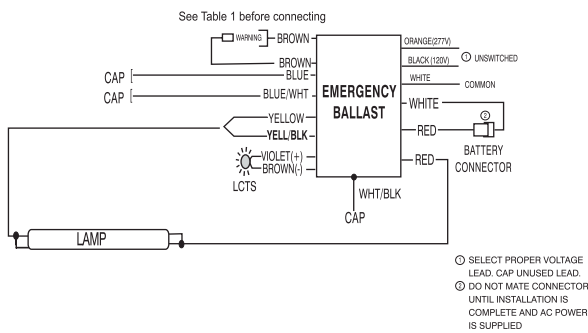 See Table 1 before connecting
WARNING
BROWN
BROWN
CAP
BLUE
CAP
BLUE/WHT
YELLOW
YELL/BLK
VIOLET(+)
BROWN(-)
LCTS
EMERGENCY
BALLAST
ORANGE(277V)
BLACK (120V)
① UNSWITCHED
WHITE
COMMON
WHITE
②
RED
BATTERY
CONNECTOR
RED
WHT/BLK
CAP
LAMP
① SELECT PROPER VOLTAGE
LEAD. CAP UNUSED LEAD.
② DO NOT MATE CONNECTOR
UNTIL INSTALLATION IS
COMPLETE AND AC POWER
IS SUPPLIED